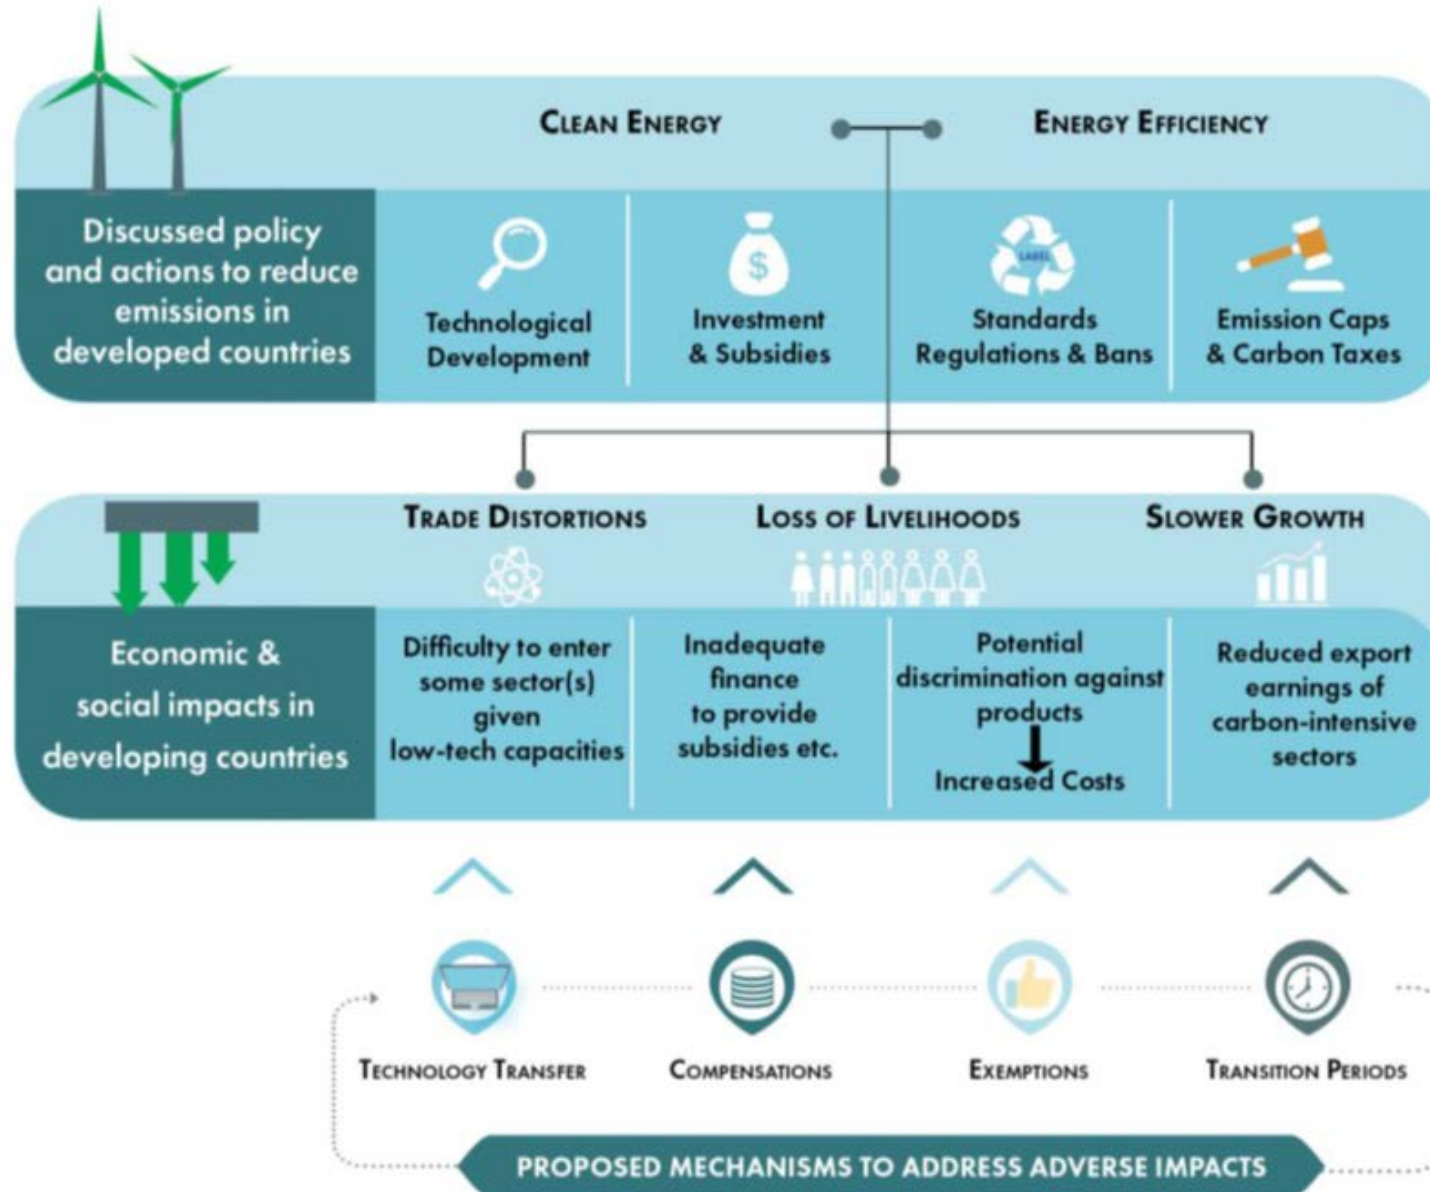 CLEAN ENERGY
ENERGY EFFICIENCY
Discussed policy
and actions to reduce
emissions in
developed countries
Technological
Development
$
Investment
& Subsidies
LABEL
Standards
Regulations & Bans
Emission Caps
& Carbon Taxes
TRADE DISTORTIONS
LOSS OF LIVELIHOODS
SLOWER GROWTH
Economic &
social impacts in
developing countries
Difficulty to enter
some sector(s)
given
low-tech capacities
Inadequate
finance
to provide
subsidies etc.
Potential
discrimination against
products
Increased Costs
Reduced export
earnings of
carbon-intensive
sectors
TECHNOLOGY TRANSFER
COMPENSATIONS
EXEMPTIONS
TRANSITION PERIODS
PROPOSED MECHANISMS TO ADDRESS ADVERSE IMPACTS